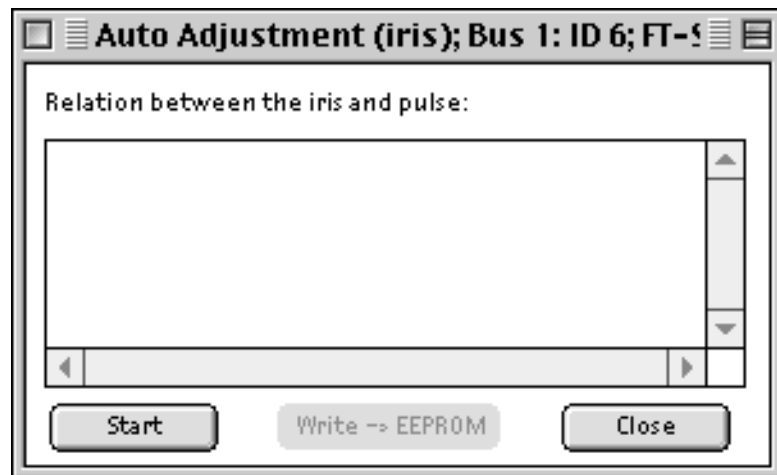 Auto Adjustment (iris); Bus 1: ID 6; FT-
Relation between the iris and pulse:
Start Write -> EEPROM Close